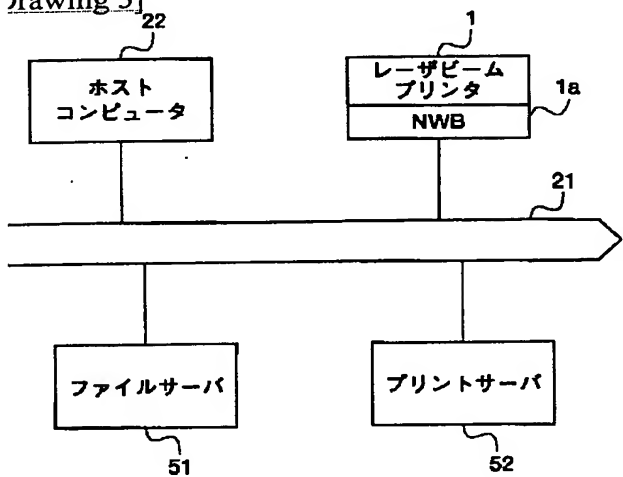 Drawing 5]
22
1
ホスト
コンピュータ
レーザビーム
プリンタ
1a
NWB
21
ファイルサーバ
プリントサーバ
51
52